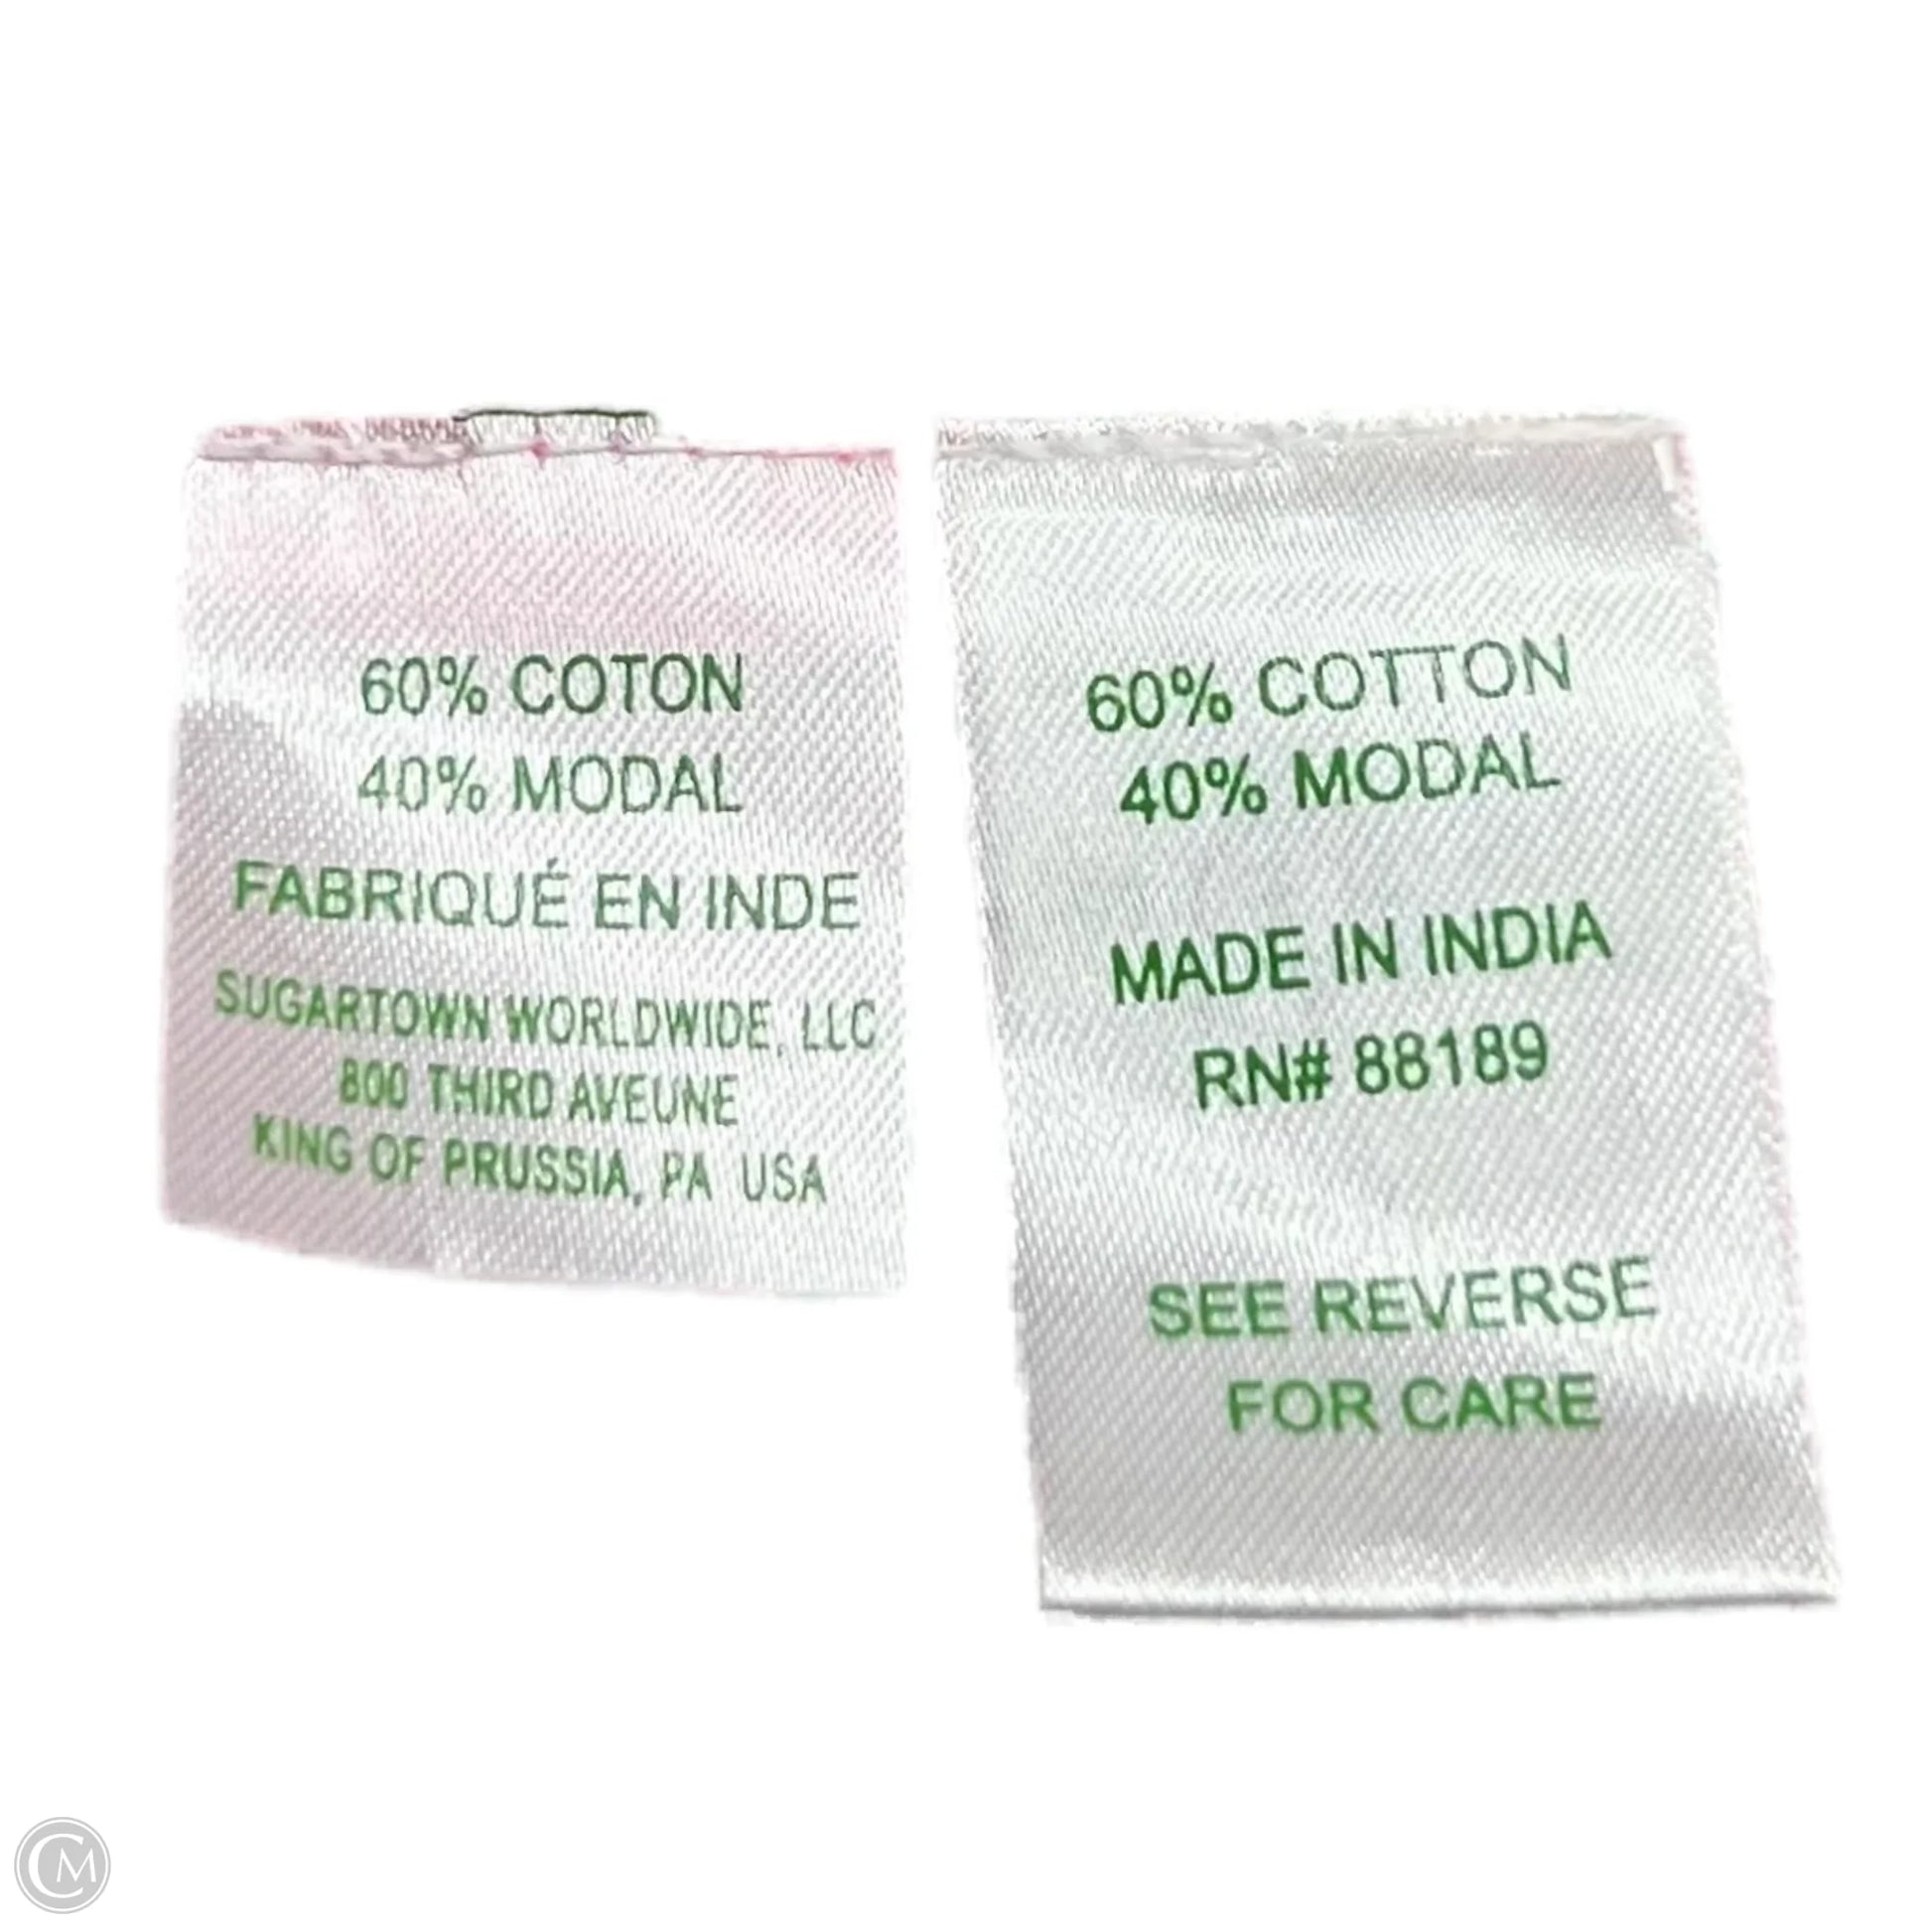 60% COTON
40% MODAL
FABRIQUÉ EN INDE
SUGARTOWN WORLDWIDE, LLC
800 THIRD AVEUNE
KING OF PRUSSIA, PA USA
60% COTTON
40% MODAL
MADE IN INDIA
RN# 88189
SEE REVERSE
FOR CARE
CM